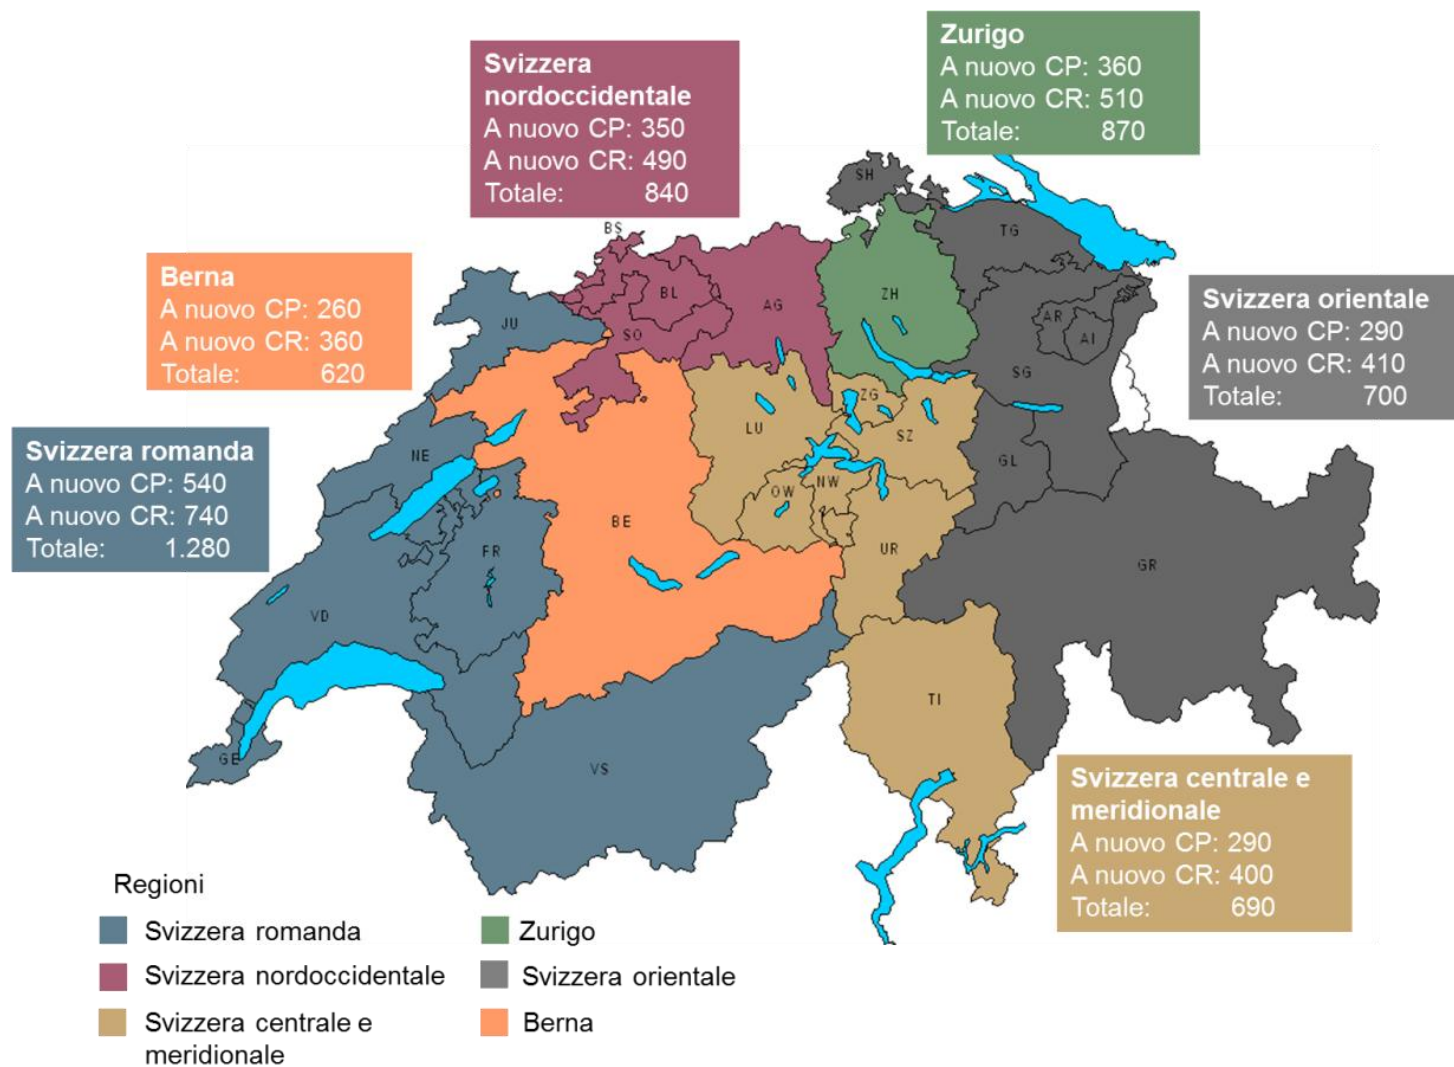 Zurigo
A nuovo CP: 360
A nuovo CR: 510
Totale: 870
Svizzera
nordoccidentale
A nuovo CP: 350
A nuovo CR: 490
Totale: 840
Berna
A nuovo CP: 260
A nuovo CR: 360
Totale: 620
Svizzera orientale
A nuovo CP: 290
A nuovo CR: 410
Totale: 700
Svizzera romanda
A nuovo CP: 540
A nuovo CR: 740
Totale: 1.280
Svizzera centrale e
meridionale
A nuovo CP: 290
A nuovo CR: 400
Totale: 690
SH
BS
TG
BL
AG
ZH
JU
SO
AR
AI
SG
ZG
LU
SZ
NE
GL
OW
NW
BE
FR
UR
GR
VD
TI
GE
VS
Regioni
Svizzera romanda
Zurigo
Svizzera nordoccidentale
Svizzera orientale
Svizzera centrale e
meridionale
Berna